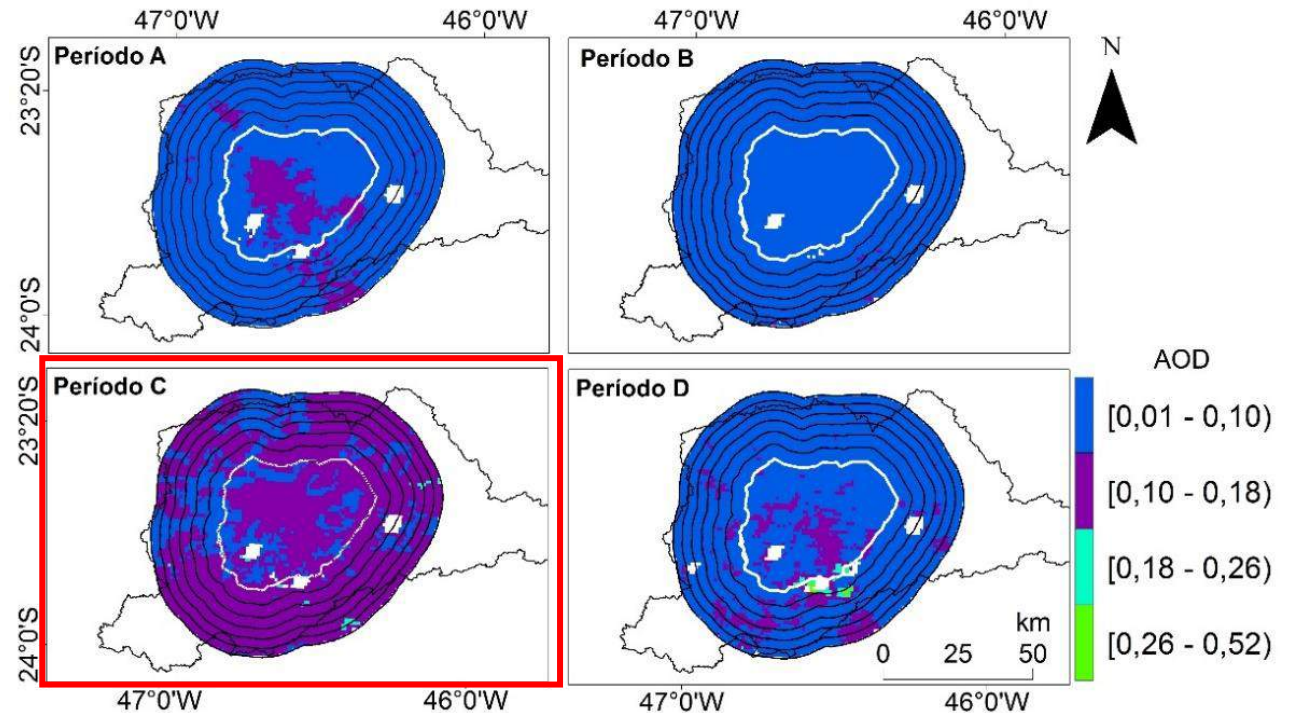 47°0'W 46°0'W 47°0'W 46°0'W
Período A
Período B
N
23°20'S
24°0'S
Período C
Período D
AOD
23°20'S
24°0'S
[0,01 - 0,10)
[0,10 - 0,18)
[0,18 - 0,26)
[0,26 - 0,52)
km
0 25 50
47°0'W 46°0'W 47°0'W 46°0'W